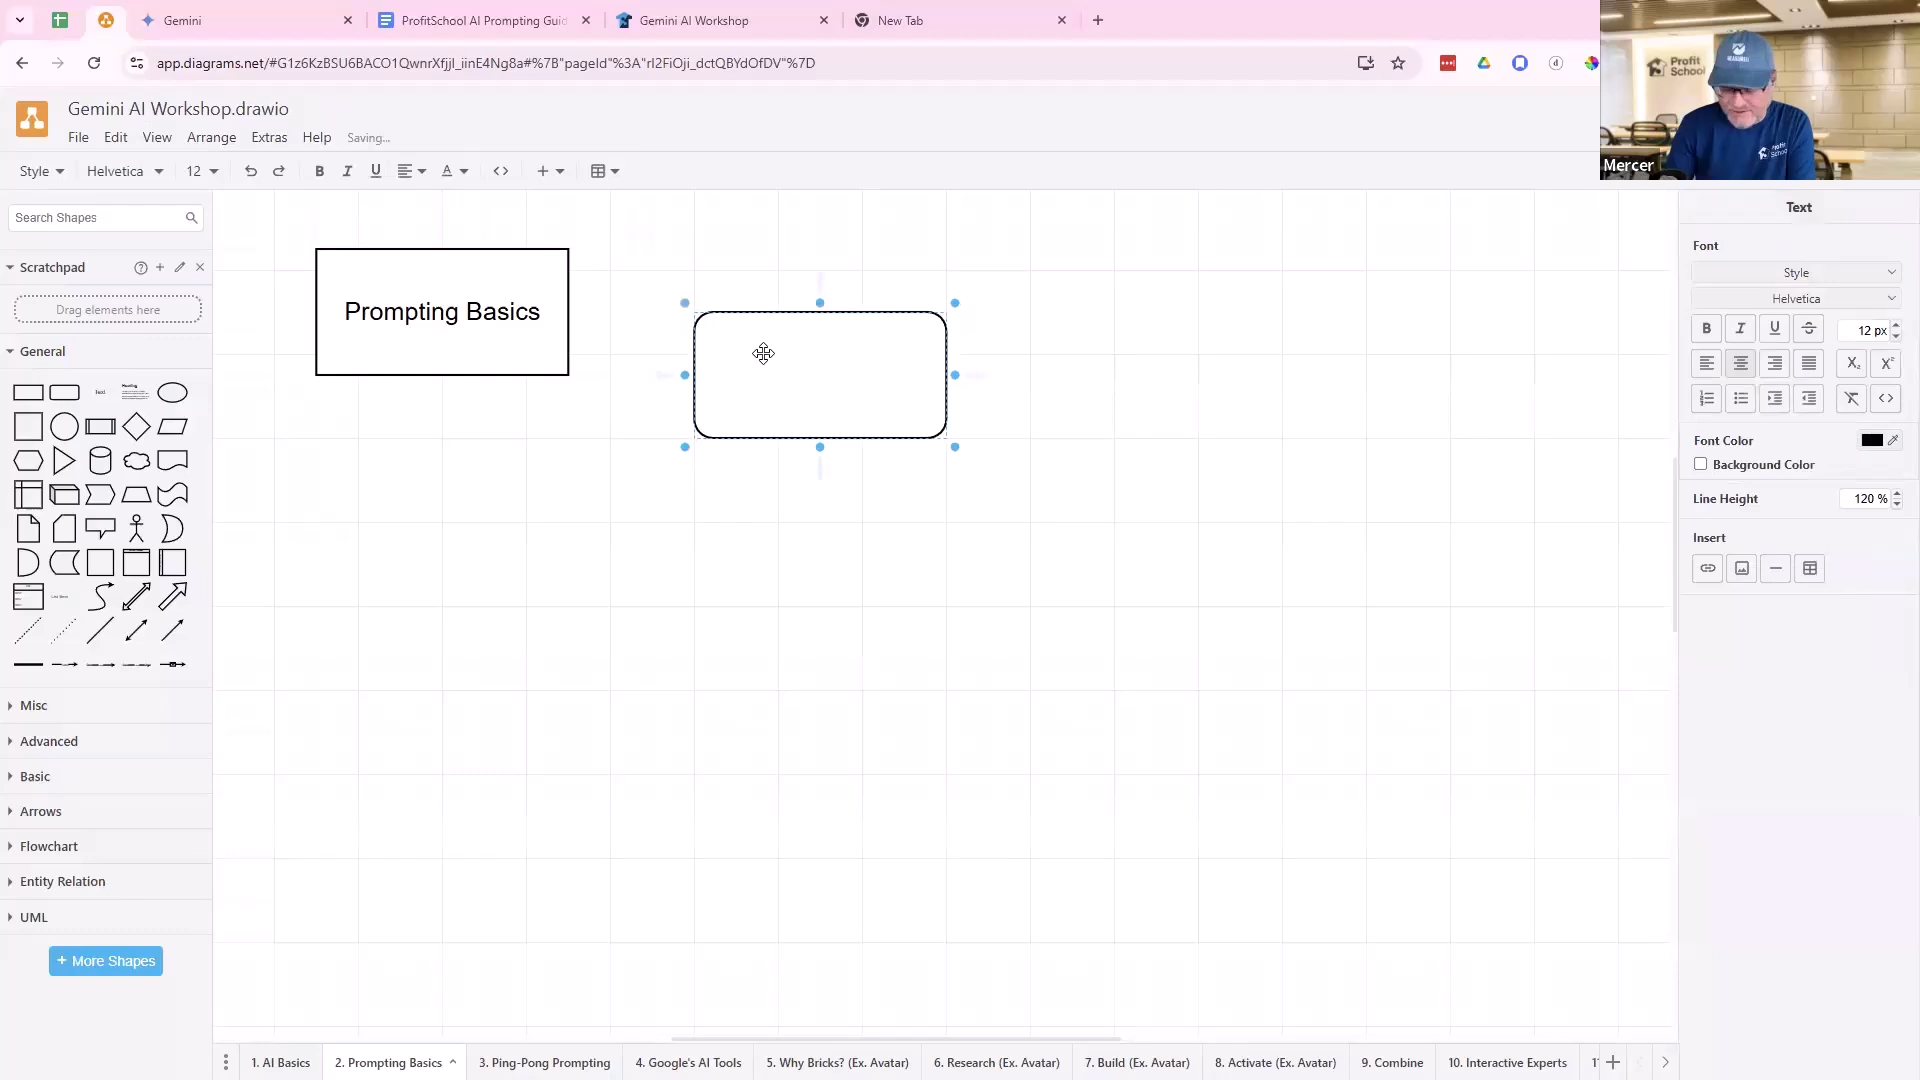 Gemini
ProfitSchool AI Prompting Guid
Gemini AI Workshop
New Tab
app.diagrams.net/#G1z6KzBSU6BACO1QwnrXfjjl_iinE4Ng8a#%7B"pageId"%3A"rl2FiOji_dctQBYdOfDV"%7D
Gemini AI Workshop.drawio
File Edit View Arrange Extras Help Saving...
Style Helvetica 12
Profit School
Mercer
Search Shapes
Scratchpad
Drag elements here
General
Text
Heading
Misc
Advanced
Basic
Arrows
Flowchart
Entity Relation
UML
+ More Shapes
Prompting Basics
Text
Font
Style
Helvetica
12 px
Font Color
Background Color
Line Height 120 %
Insert
1. AI Basics
2. Prompting Basics
3. Ping-Pong Prompting
4. Google's AI Tools
5. Why Bricks? (Ex. Avatar)
6. Research (Ex. Avatar)
7. Build (Ex. Avatar)
8. Activate (Ex. Avatar)
9. Combine
10. Interactive Experts